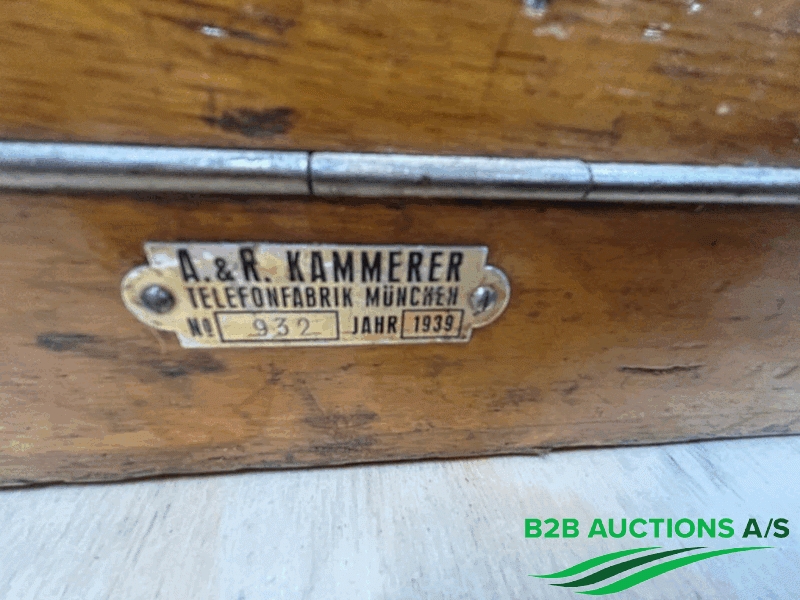 A. & R. KAMMERER
TELEFONFABRIK MÜNCHEN
No 932 JAHR 1939
B2B AUCTIONS A/S